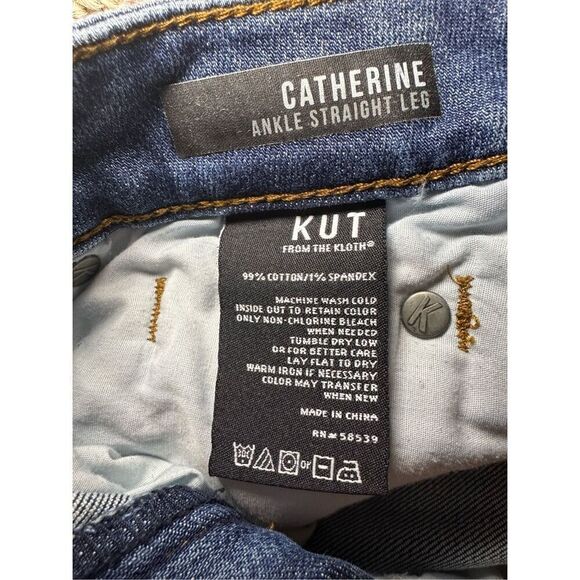 CATHERINE
ANKLE STRAIGHT LEG
KUT
FROM THE KLOTH®
99% COTTON/1% SPANDEX
MACHINE WASH COLD
INSIDE OUT TO RETAIN COLOR
ONLY NON-CHLORINE BLEACH
WHEN NEEDED
TUMBLE DRY LOW
OR FOR BETTER CARE
LAY FLAT TO DRY
WARM IRON IF NECESSARY
COLOR MAY TRANSFER
WHEN NEW
MADE IN CHINA
RN# 58539
or
K